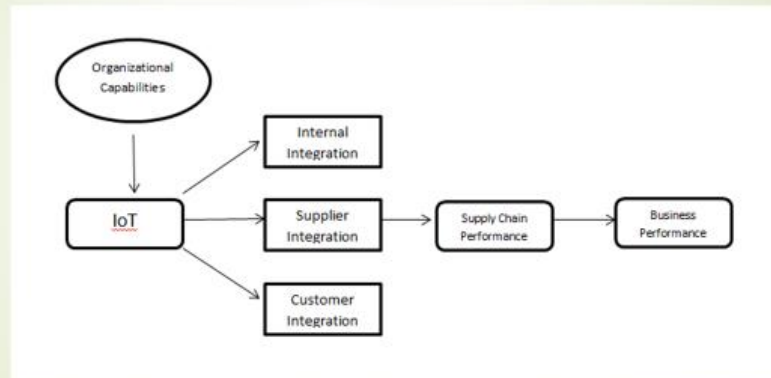 Organizational
Capabilities
Internal
Integration
IoT
Supplier
Integration
Supply Chain
Performance
Business
Performance
Customer
Integration